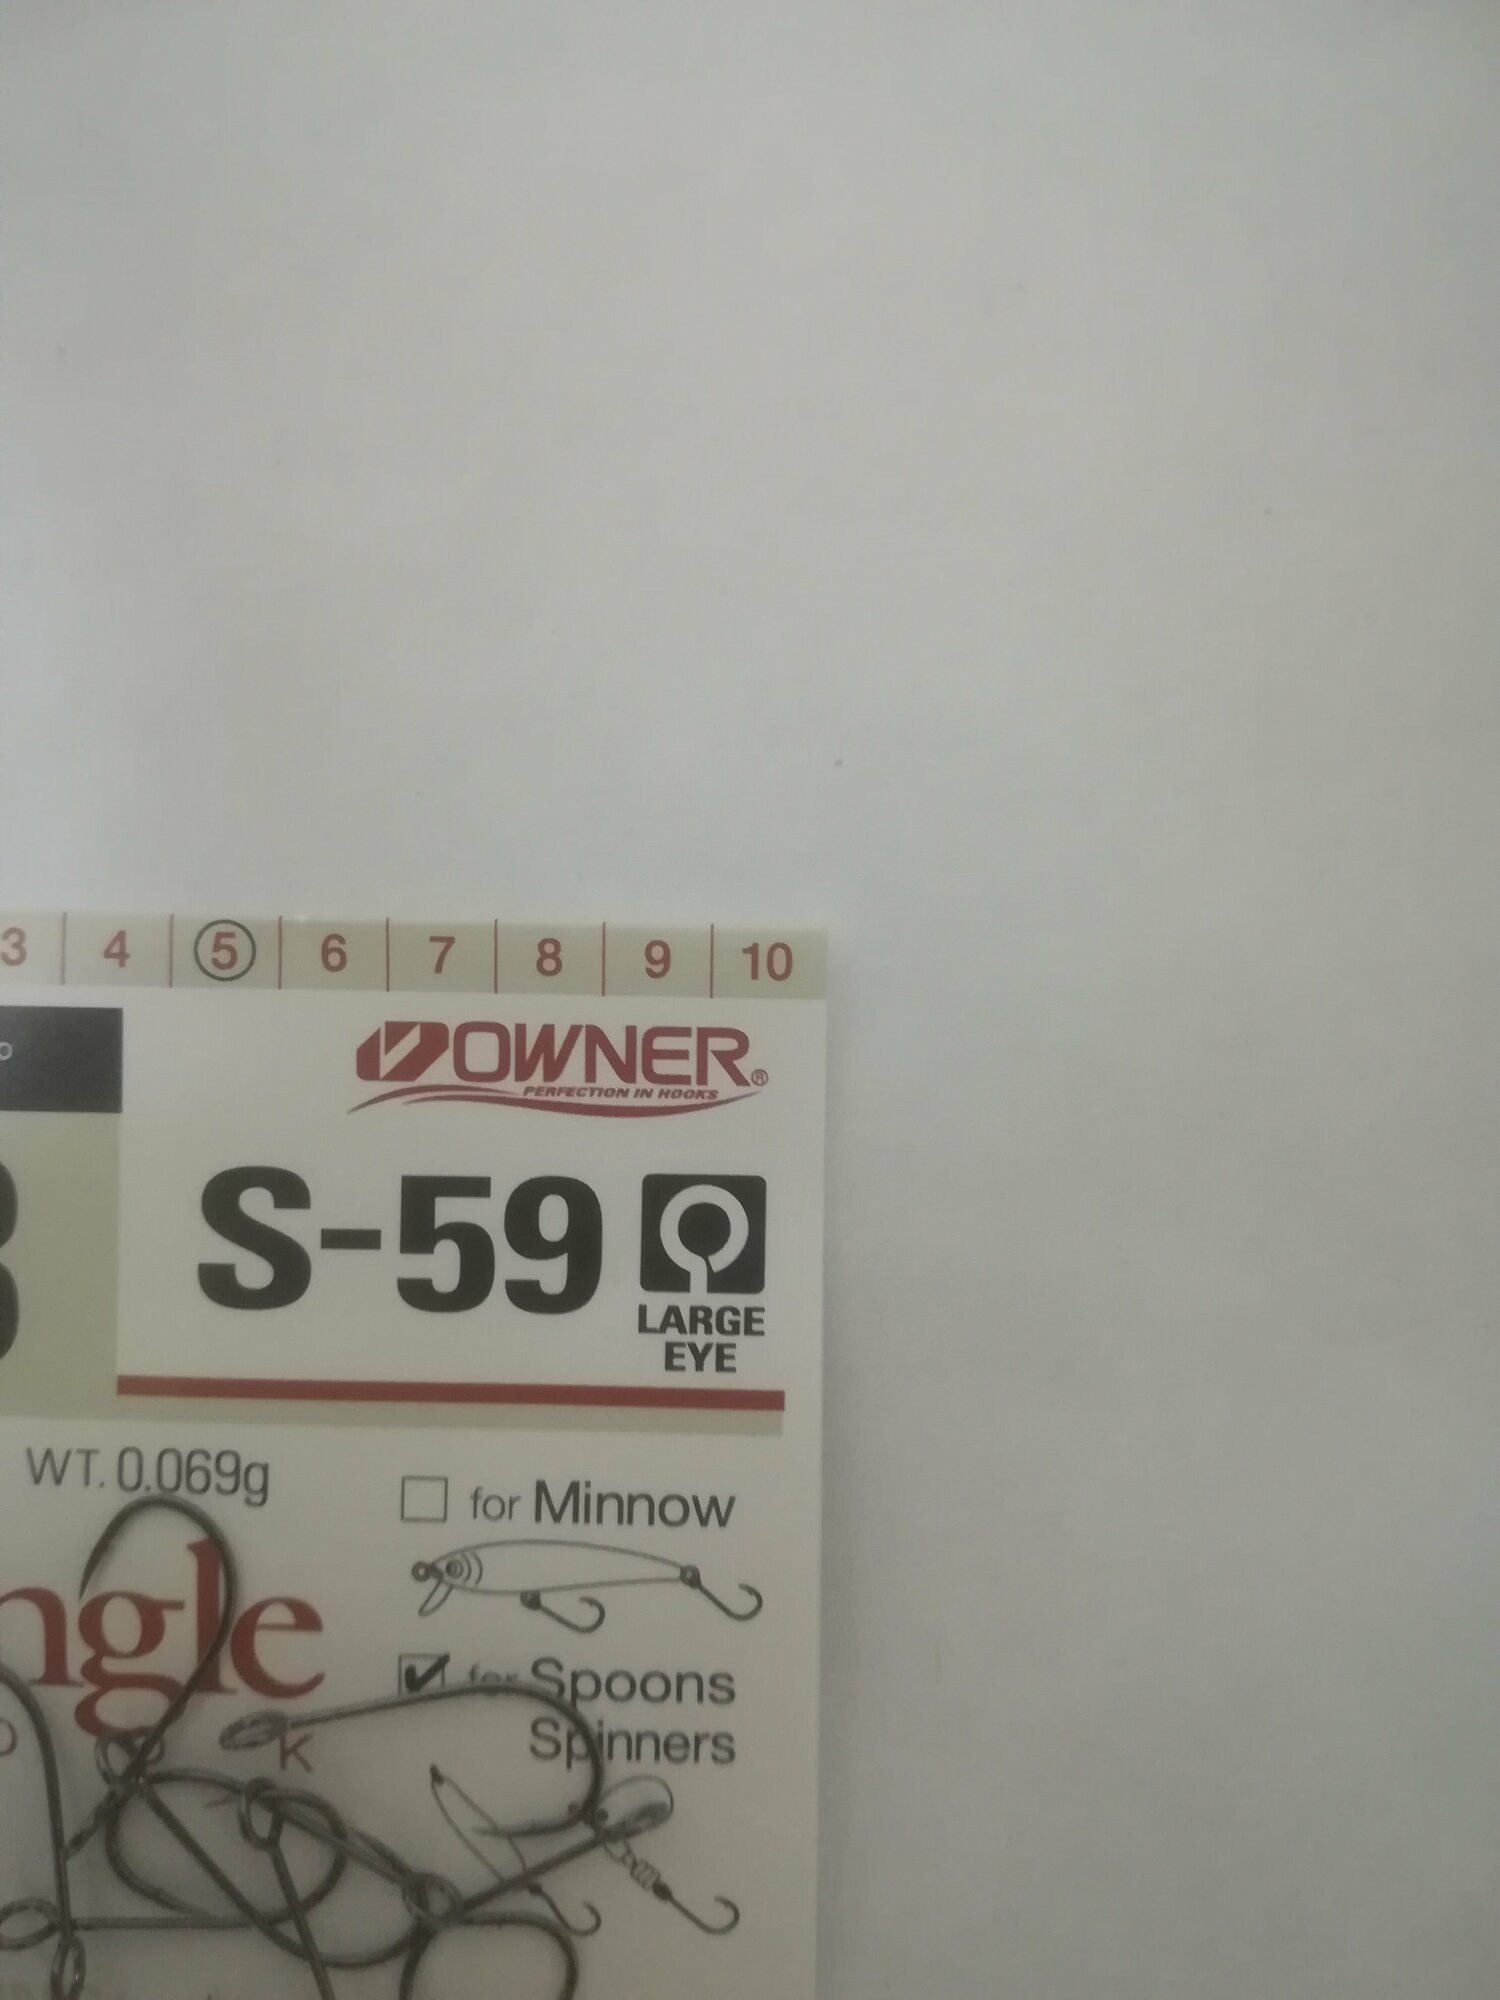 3 4 5 6 7 8 9 10
OWNER®
PERFECTION IN HOOKS
S-59
LARGE
EYE
WT. 0.069g
for Minnow
ngle
for Spoons
Spinners
K